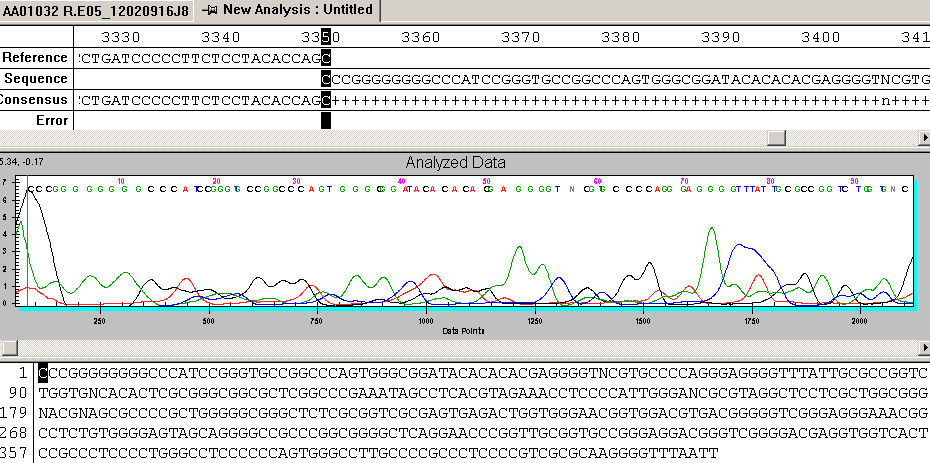 AA01032 R.E05_12020916J8 New Analysis : Untitled
3330 3340 3350 3360 3370 3380 3390 3400 341
Reference CTGATCCCCCTTCTCCTACACCAGC
Sequence CCCGGGGGGGGCCCATCCGGGTGCCGGCCCAGTGGGCGGATACACACACGAGGGGTNCGTG
Consensus CTGATCCCCCTTCTCCTACACCAGC+++++++++++++++++++++++++++++++++++++++++++++++++++++++n++++
Error
5.34, -0.17 Analyzed Data
7
10 20 30 40 50 60 70 80 90
CCCGGGGGGGGCCCATCCGGGTGCCGGCCCAGTGGGCGGATACACACACGAGGGGTNCGTGCCCCAGGGAGGGGTTTATTGCGCCGGTCTGGTGNC
6
5
4
3
2
1
0
250 500 750 1000 1250 1500 1750 2000
Data Points
1 CCCGGGGGGGGCCCATCCGGGTGCCGGCCCAGTGGGCGGATACACACACGAGGGGTNCGTGCCCCAGGGAGGGGTTTATTGCGCCGGTC
90 TGGTGNCACACTCGCGGGCGGCGCTCGGCCCGAAATAGCCTCACGTAGAAACCTCCCCATTGGGANCGCGTAGGCTCCTCGCTGGCGGG
179 NACGNAGCGCCCCGCTGGGGGCGGGCTCTCGCGGTCGCGAGTGAGACTGGTGGGAACGGTGGACGTGACGGGGGTCGGGAGGGAAACGG
268 CCTCTGTGGGGAGTAGCAGGGGCCGCCCGGCGGGGCTCAGGAACCCGGTTGCGGTGCCGGGAGGACGGGTCGGGGACGAGGTGGTCACT
357 CCGCCCTCCCCTGGGCCTCCCCCCAGTGGGCCTTGCCCCGCCCTCCCCGTCGCGCAAGGGGTTTAATT